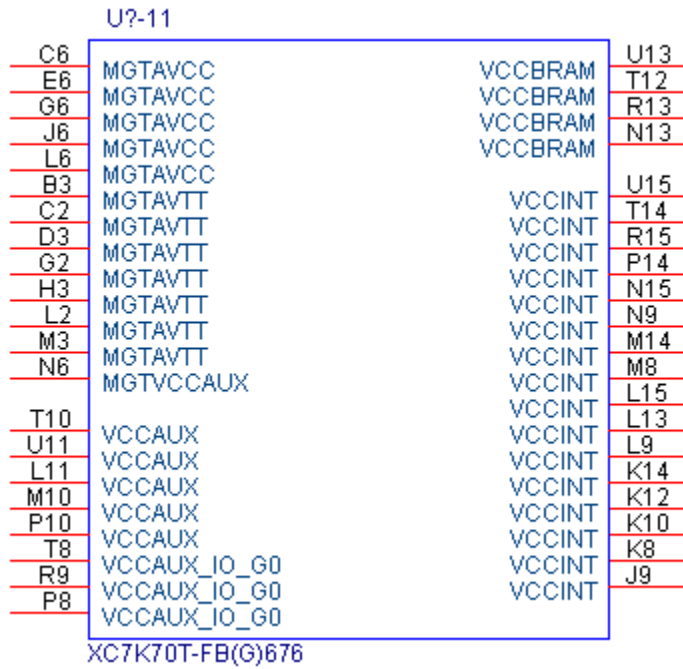 U?-11
C6 MGTAVCC VCCBRAM U13
E6 MGTAVCC VCCBRAM T12
G6 MGTAVCC VCCBRAM R13
J6 MGTAVCC VCCBRAM N13
L6 MGTAVCC
B3 MGTAVTT VCCINT U15
C2 MGTAVTT VCCINT T14
D3 MGTAVTT VCCINT R15
G2 MGTAVTT VCCINT P14
H3 MGTAVTT VCCINT N15
L2 MGTAVTT VCCINT N9
M3 MGTAVTT VCCINT M14
N6 MGTVCCAUX VCCINT M8
VCCINT L15
T10 VCCAUX VCCINT L13
U11 VCCAUX VCCINT L9
L11 VCCAUX VCCINT K14
M10 VCCAUX VCCINT K12
P10 VCCAUX VCCINT K10
T8 VCCAUX_IO_G0 VCCINT K8
R9 VCCAUX_IO_G0 VCCINT J9
P8 VCCAUX_IO_G0
XC7K70T-FB(G)676